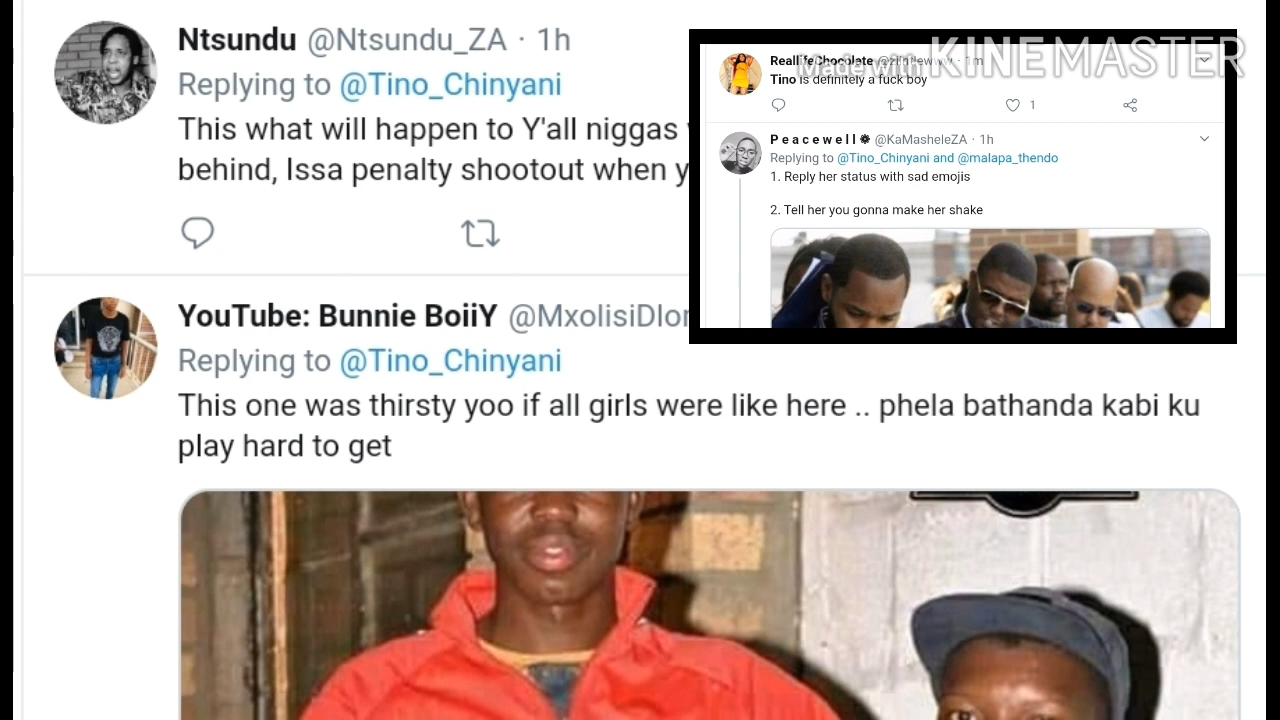 Ntsundu @Ntsundu_ZA · 1h
Replying to @Tino_Chinyani
This what will happen to Y'all niggas
behind, Issa penalty shootout when y
YouTube: Bunnie BoiiY @MxolisiDlo
Replying to @Tino_Chinyani
This one was thirsty yoo if all girls were like here .. phela bathanda kabi ku
play hard to get
Made with KINEMASTER
ReallifeChocolate
Tino is definitely a fuck boy
1
Peacewell @KaMasheleZA · 1h
Replying to @Tino_Chinyani and @malapa_thendo
1. Reply her status with sad emojis
2. Tell her you gonna make her shake